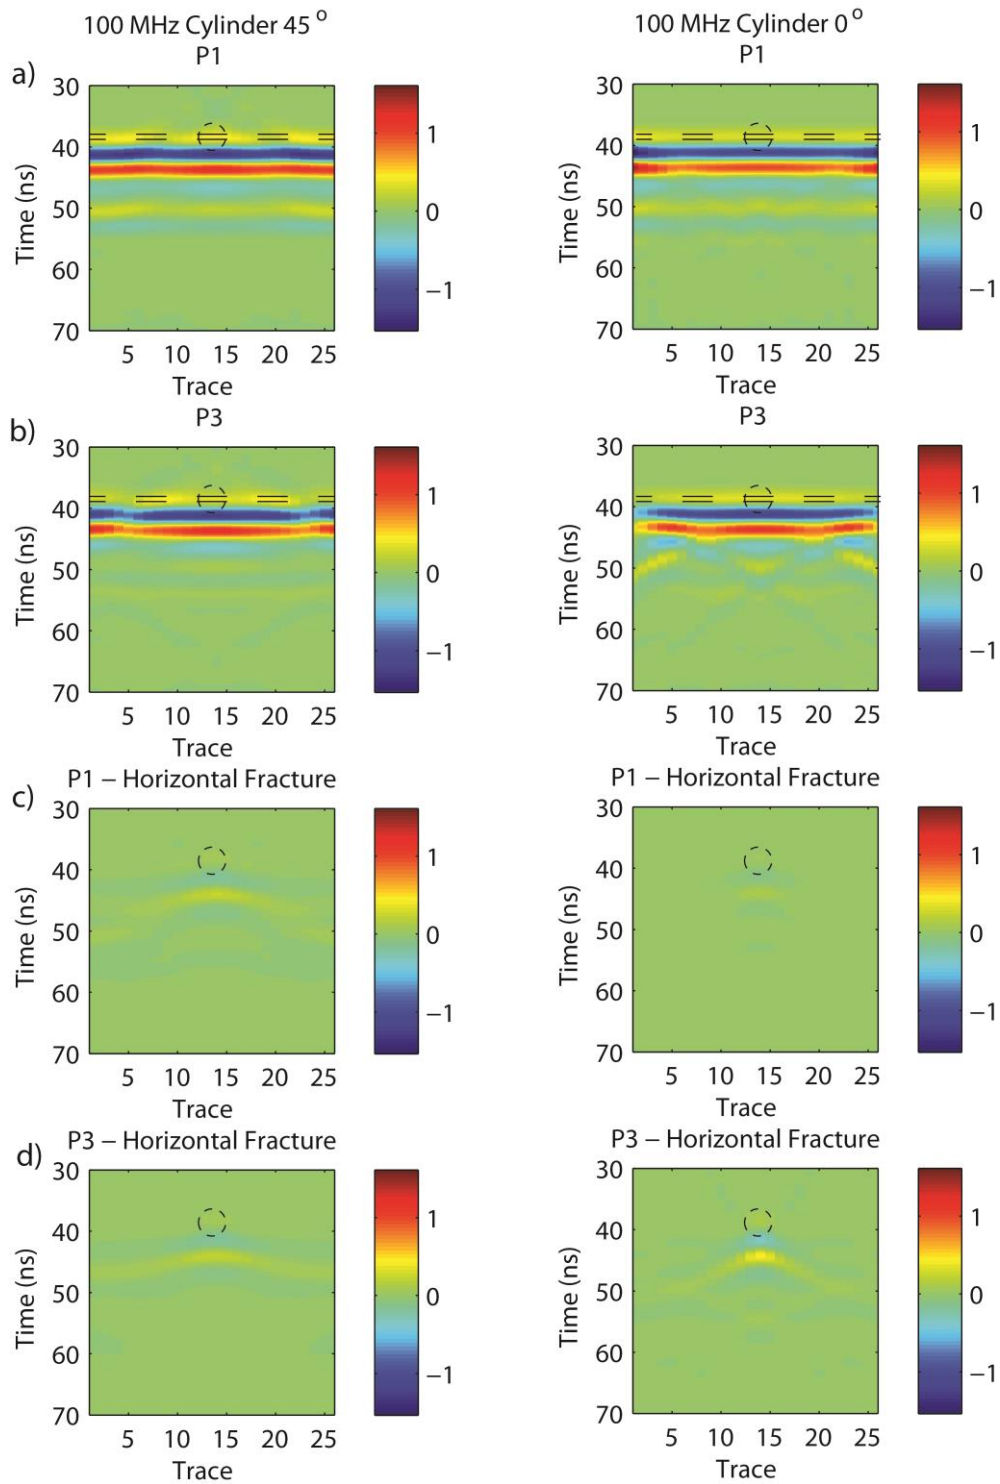 100 MHz Cylinder 45 o
P1
100 MHz Cylinder 0 o
P1
a)
30
40
50
60
70
Time (ns)
5 10 15 20 25
Trace
1
0
−1
30
40
50
60
70
Time (ns)
5 10 15 20 25
Trace
1
0
−1
b)
P3
30
40
50
60
70
Time (ns)
5 10 15 20 25
Trace
1
0
−1
P3
30
40
50
60
70
Time (ns)
5 10 15 20 25
Trace
1
0
−1
c)
P1 – Horizontal Fracture
30
40
50
60
70
Time (ns)
5 10 15 20 25
Trace
1
0
−1
P1 – Horizontal Fracture
30
40
50
60
70
Time (ns)
5 10 15 20 25
Trace
1
0
−1
d)
P3 – Horizontal Fracture
30
40
50
60
70
Time (ns)
5 10 15 20 25
Trace
1
0
−1
P3 – Horizontal Fracture
30
40
50
60
70
Time (ns)
5 10 15 20 25
Trace
1
0
−1